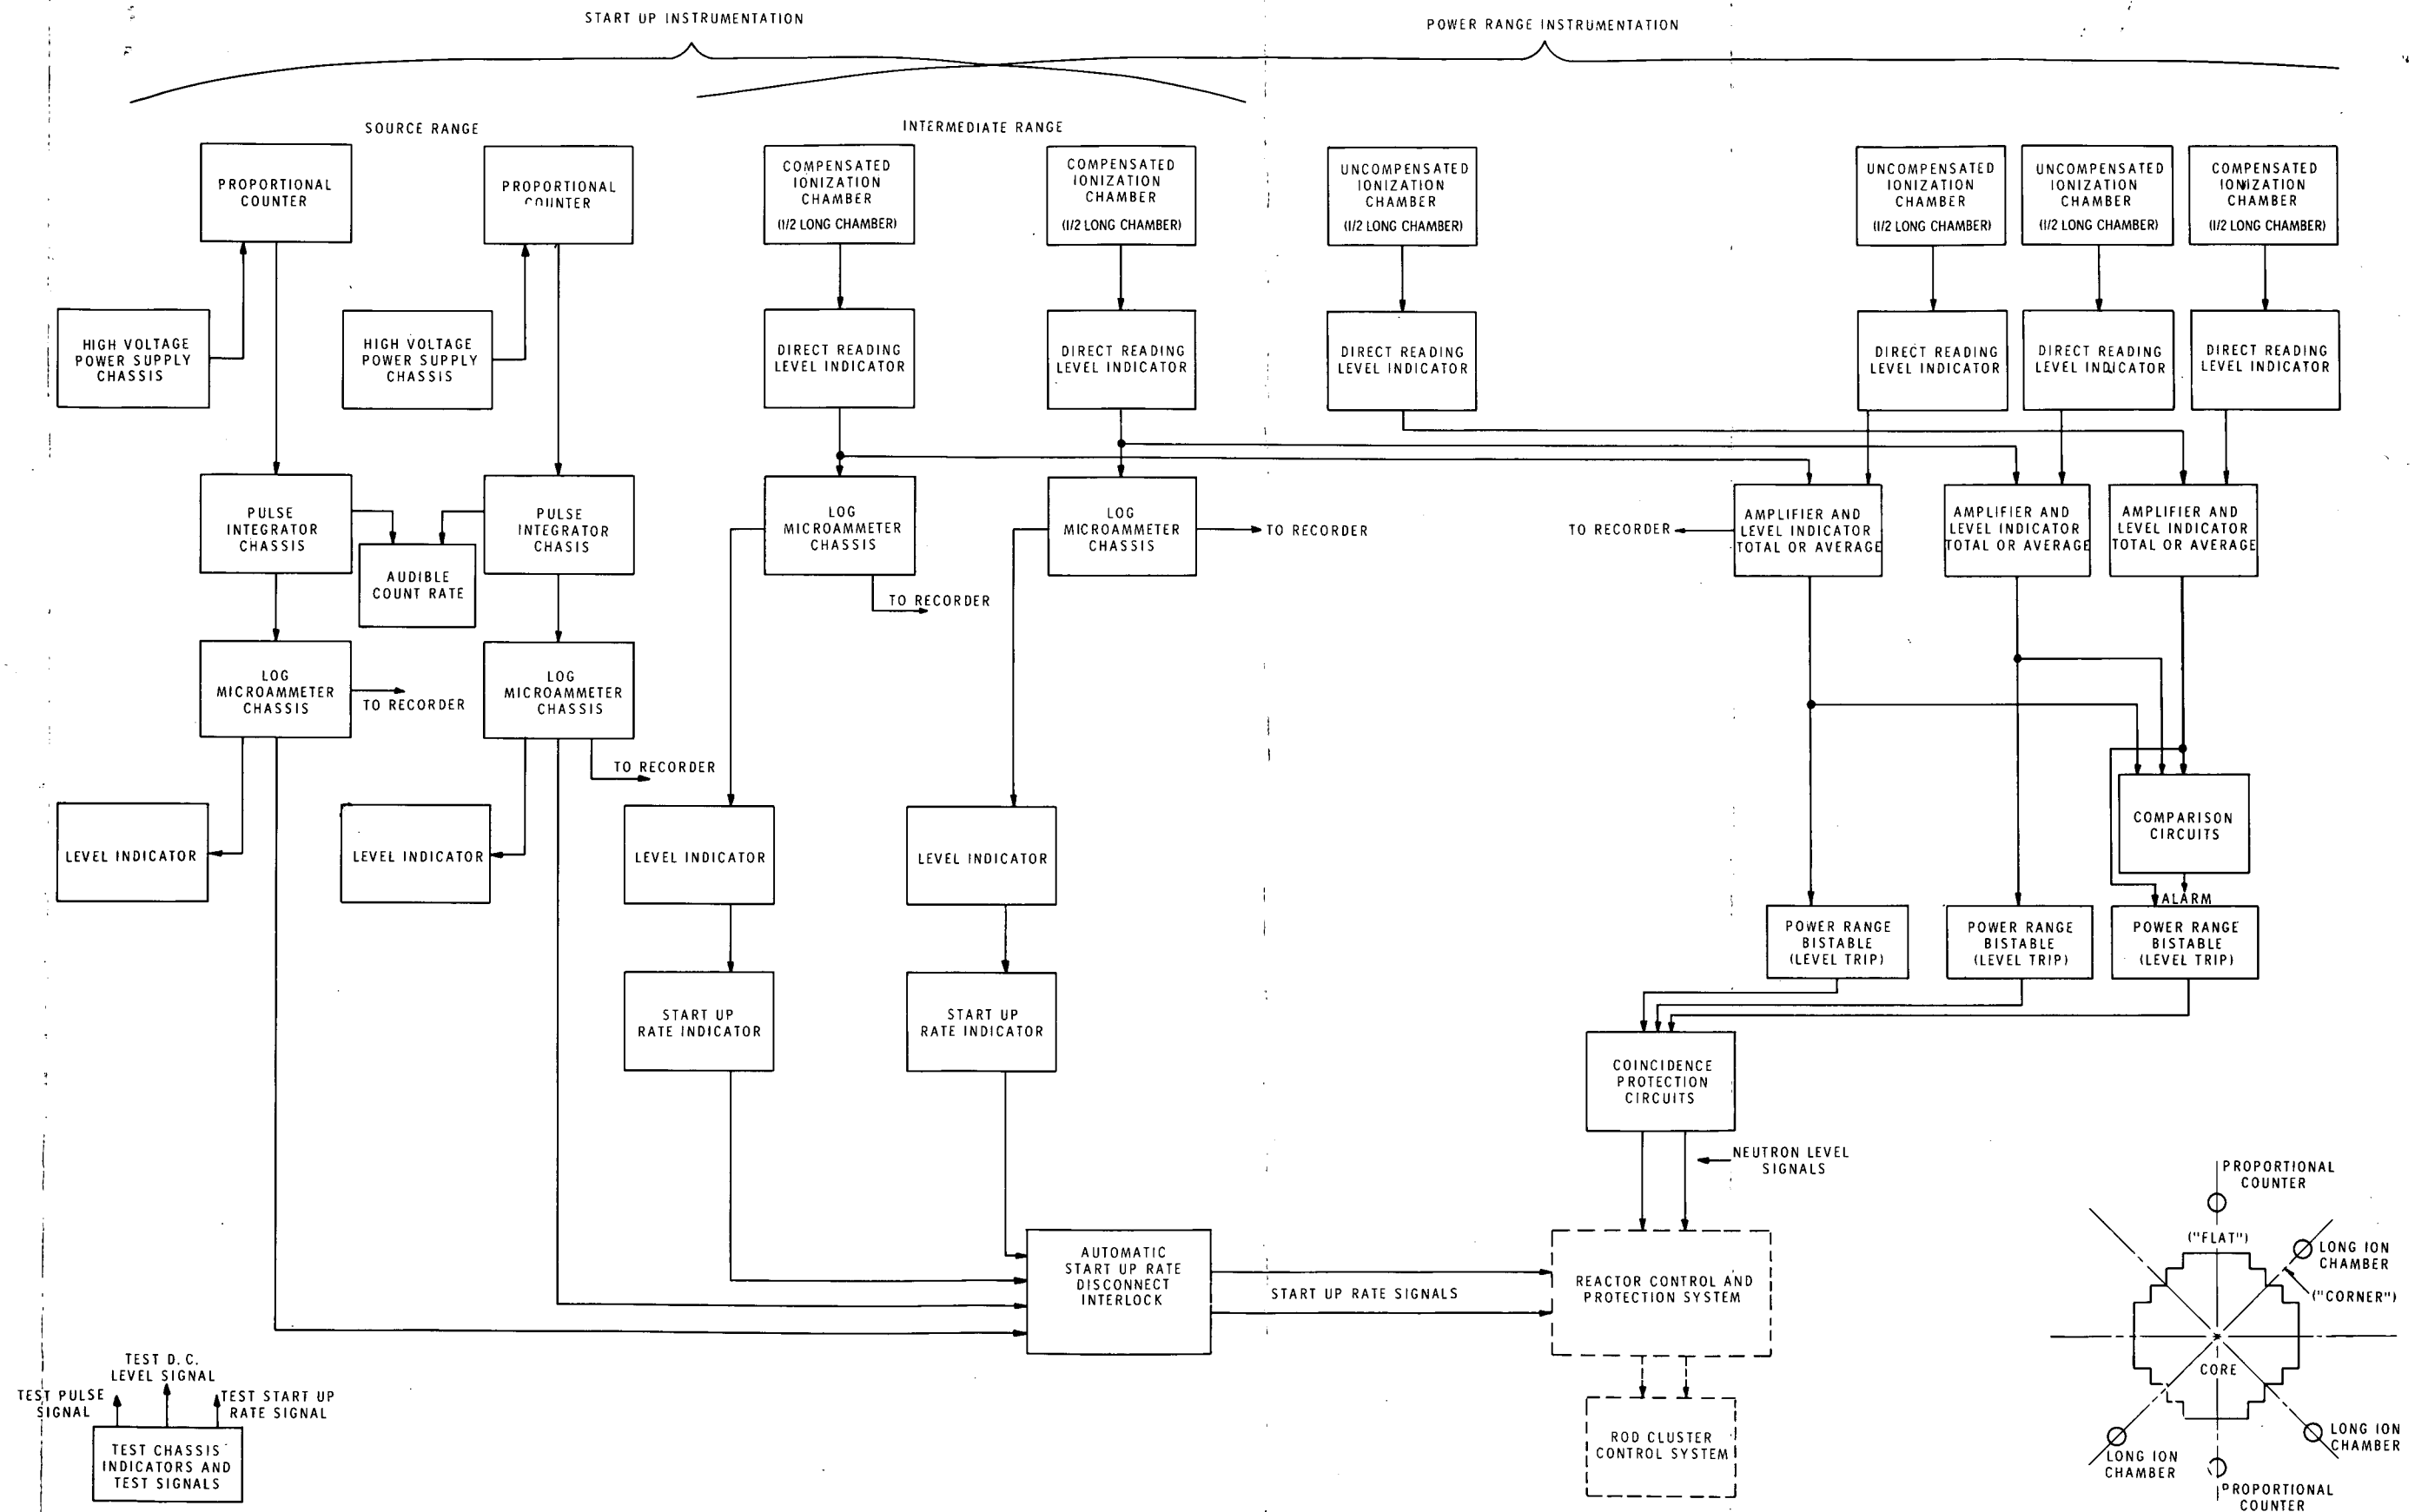 START UP INSTRUMENTATION
POWER RANGE INSTRUMENTATION
SOURCE RANGE
INTERMEDIATE RANGE
PROPORTIONAL
COUNTER
PROPORTIONAL
COUNTER
COMPENSATED
IONIZATION
CHAMBER
(1/2 LONG CHAMBER)
COMPENSATED
IONIZATION
CHAMBER
(1/2 LONG CHAMBER)
UNCOMPENSATED
IONIZATION
CHAMBER
(1/2 LONG CHAMBER)
UNCOMPENSATED
IONIZATION
CHAMBER
(1/2 LONG CHAMBER)
UNCOMPENSATED
IONIZATION
CHAMBER
(1/2 LONG CHAMBER)
COMPENSATED
IONIZATION
CHAMBER
(1/2 LONG CHAMBER)
HIGH VOLTAGE
POWER SUPPLY
CHASSIS
HIGH VOLTAGE
POWER SUPPLY
CHASSIS
DIRECT READING
LEVEL INDICATOR
DIRECT READING
LEVEL INDICATOR
DIRECT READING
LEVEL INDICATOR
DIRECT READING
LEVEL INDICATOR
DIRECT READING
LEVEL INDICATOR
DIRECT READING
LEVEL INDICATOR
PULSE
INTEGRATOR
CHASSIS
PULSE
INTEGRATOR
CHASIS
AUDIBLE
COUNT RATE
LOG
MICROAMMETER
CHASSIS
TO RECORDER
LOG
MICROAMMETER
CHASSIS
TO RECORDER
TO RECORDER
AMPLIFIER AND
LEVEL INDICATOR
TOTAL OR AVERAGE
AMPLIFIER AND
LEVEL INDICATOR
TOTAL OR AVERAGE
AMPLIFIER AND
LEVEL INDICATOR
TOTAL OR AVERAGE
LOG
MICROAMMETER
CHASSIS
TO RECORDER
LOG
MICROAMMETER
CHASSIS
TO RECORDER
LEVEL INDICATOR
LEVEL INDICATOR
LEVEL INDICATOR
LEVEL INDICATOR
COMPARISON
CIRCUITS
ALARM
POWER RANGE
BISTABLE
(LEVEL TRIP)
POWER RANGE
BISTABLE
(LEVEL TRIP)
POWER RANGE
BISTABLE
(LEVEL TRIP)
START UP
RATE INDICATOR
START UP
RATE INDICATOR
COINCIDENCE
PROTECTION
CIRCUITS
NEUTRON LEVEL
SIGNALS
AUTOMATIC
START UP RATE
DISCONNECT
INTERLOCK
START UP RATE SIGNALS
REACTOR CONTROL AND
PROTECTION SYSTEM
ROD CLUSTER
CONTROL SYSTEM
PROPORTIONAL
COUNTER
("FLAT")
LONG ION
CHAMBER
("CORNER")
CORE
LONG ION
CHAMBER
LONG ION
CHAMBER
PROPORTIONAL
COUNTER
TEST D. C.
LEVEL SIGNAL
TEST PULSE
SIGNAL
TEST START UP
RATE SIGNAL
TEST CHASSIS
INDICATORS AND
TEST SIGNALS